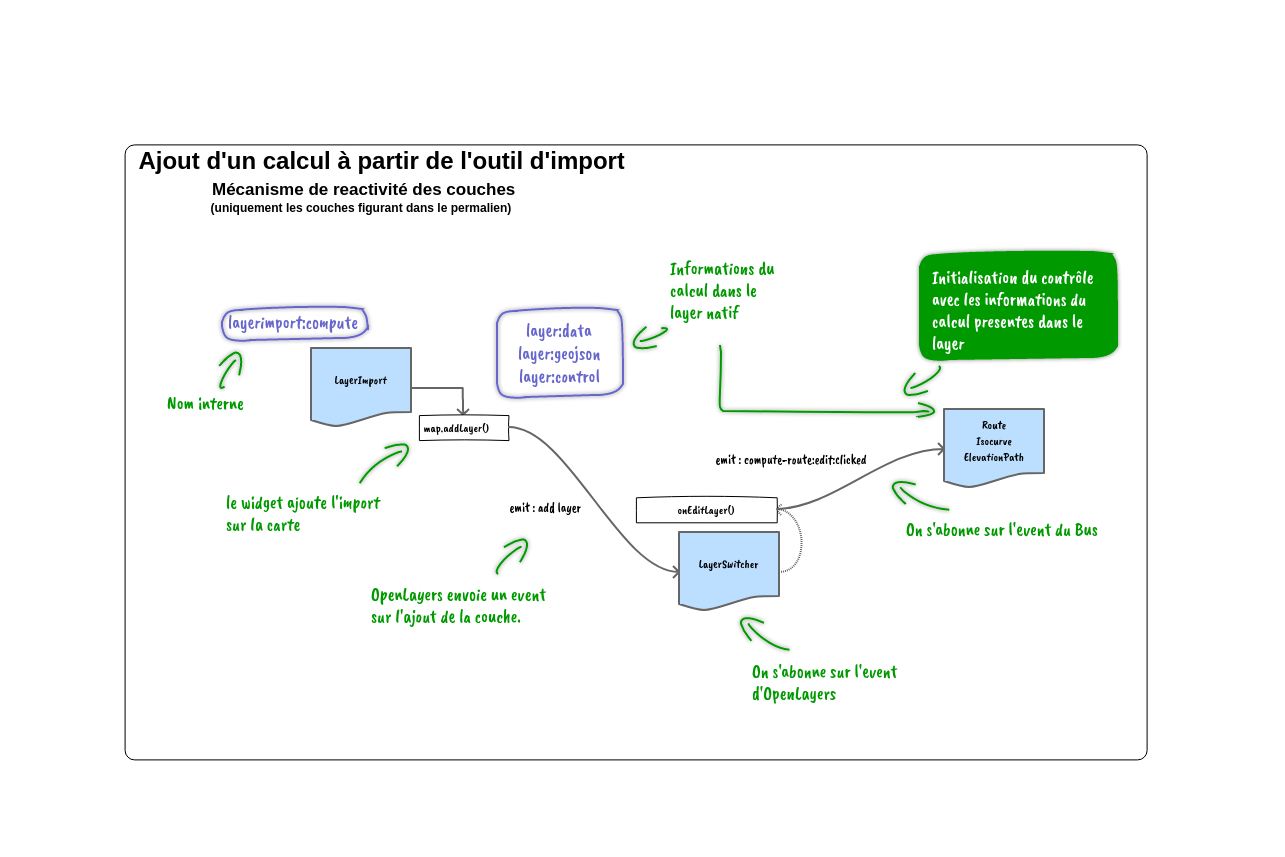 Ajout d'un calcul à partir de l'outil d'import
Mécanisme de reactivité des couches
(uniquement les couches figurant dans le permalien)
layerimport:compute
LayerImport
Nom interne
map.addLayer()
le widget ajoute l'import
sur la carte
layer:data
layer:geojson
layer:control
Informations du
calcul dans le
layer natif
Initialisation du contrôle
avec les informations du
calcul presentes dans le
layer
emit : add layer
OpenLayers envoie un event
sur l'ajout de la couche.
emit : compute-route:edit:clicked
onEditLayer()
LayerSwitcher
Route
Isocurve
ElevationPath
On s'abonne sur l'event du Bus
On s'abonne sur l'event
d'OpenLayers